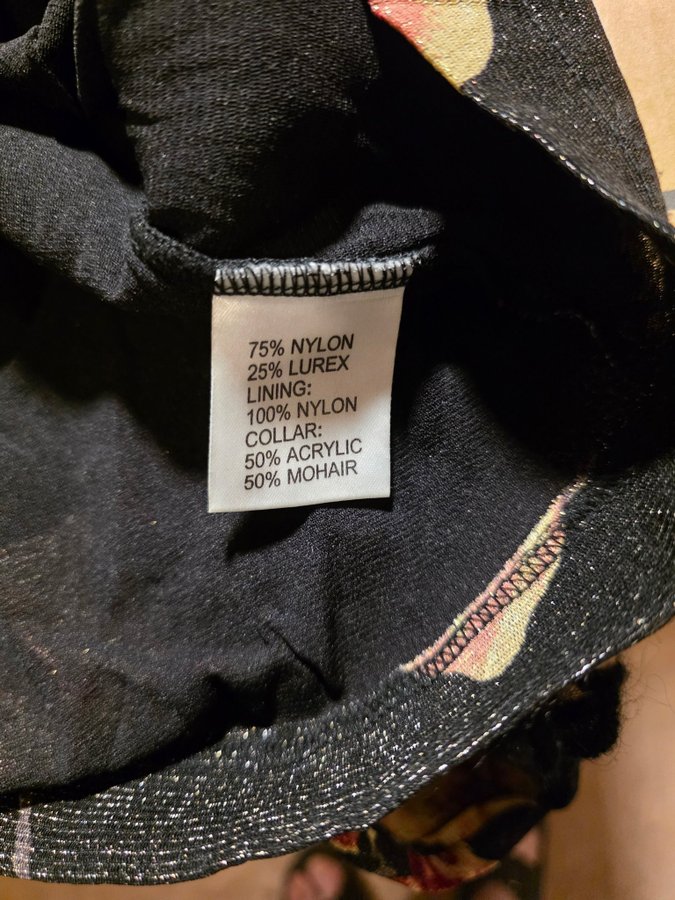 75% NYLON
25% LUREX
LINING:
100% NYLON
COLLAR:
50% ACRYLIC
50% MOHAIR